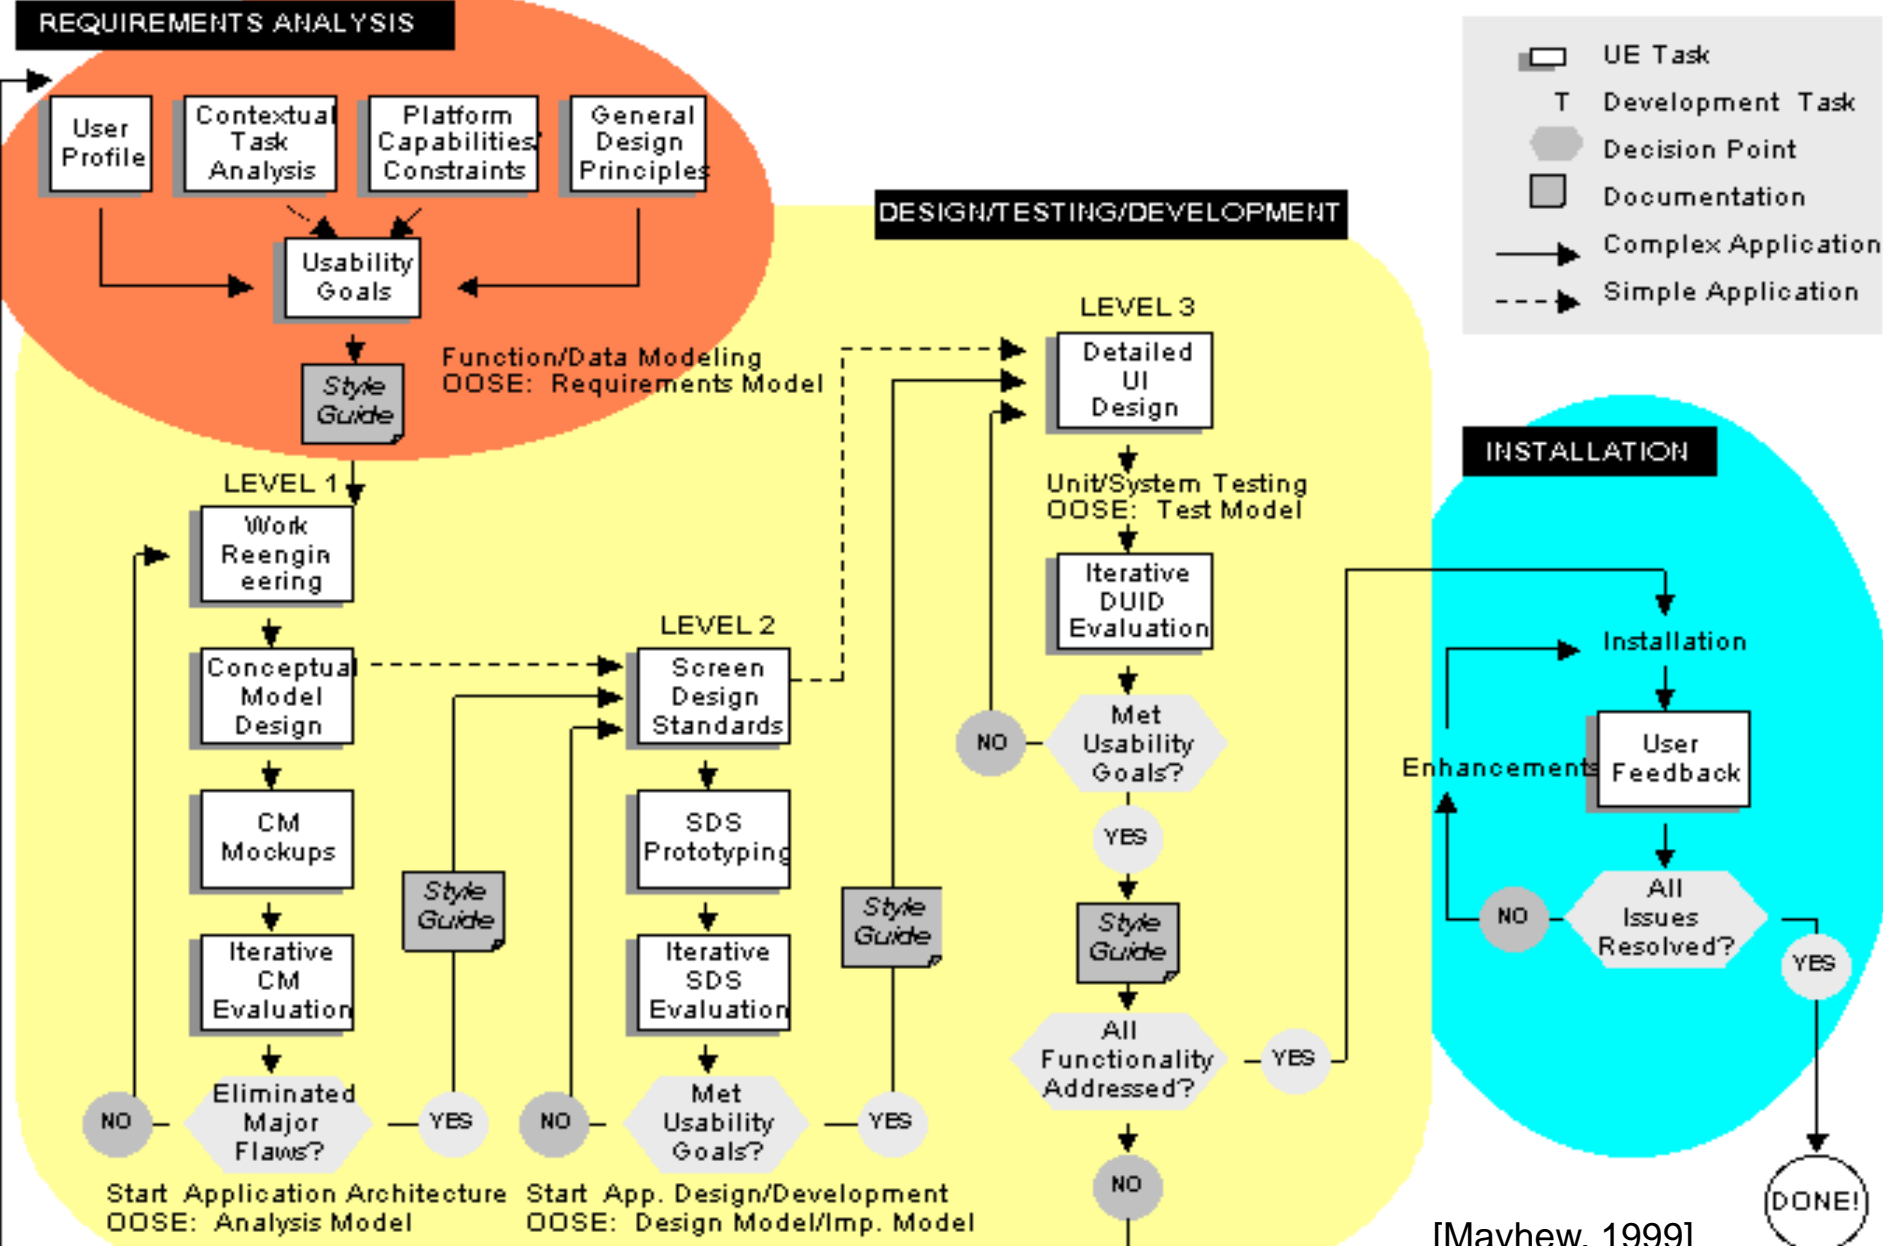 REQUIREMENTS ANALYSIS
User
Profile
Contextual
Task
Analysis
Platform
Capabilities/
Constraints
General
Design
Principles
Usability
Goals
Style
Guide
Function/Data Modeling
OOSE: Requirements Model
DESIGN/TESTING/DEVELOPMENT
LEVEL 1
Work
Reengin
eering
Conceptual
Model
Design
CM
Mockups
Iterative
CM
Evaluation
Eliminated
Major
Flaws?
NO
YES
Style
Guide
Start Application Architecture
OOSE: Analysis Model
LEVEL 2
Screen
Design
Standards
SDS
Prototyping
Iterative
SDS
Evaluation
Met
Usability
Goals?
NO
YES
Style
Guide
Start App. Design/Development
OOSE: Design Model/Imp. Model
LEVEL 3
Detailed
UI
Design
Unit/System Testing
OOSE: Test Model
Iterative
DUID
Evaluation
Met
Usability
Goals?
NO
YES
Style
Guide
All
Functionality
Addressed?
YES
NO
UE Task
T Development Task
Decision Point
Documentation
Complex Application
Simple Application
INSTALLATION
Installation
User
Feedback
Enhancements
All
Issues
Resolved?
NO
YES
DONE!
[Mayhew, 1999]